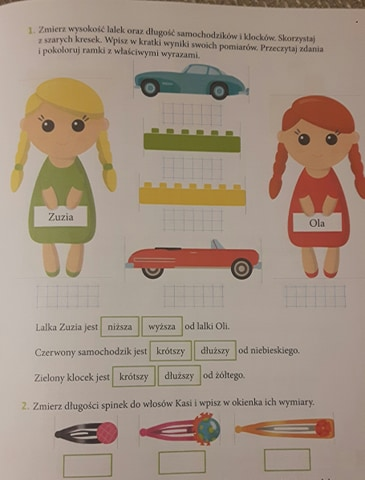 1. Zmierz wysokość lalek oraz długość samochodzików i klocków. Skorzystaj
z szarych kresek. Wpisz w kratki wyniki swoich pomiarów. Przeczytaj zdania
i pokoloruj ramki z właściwymi wyrazami.
Zuzia
Ola
Lalka Zuzia jest niższa wyższa od lalki Oli.
Czerwony samochodzik jest krótszy dłuższy od niebieskiego.
Zielony klocek jest krótszy dłuższy od żółtego.
2. Zmierz długości spinek do włosów Kasi i wpisz w okienka ich wymiary.